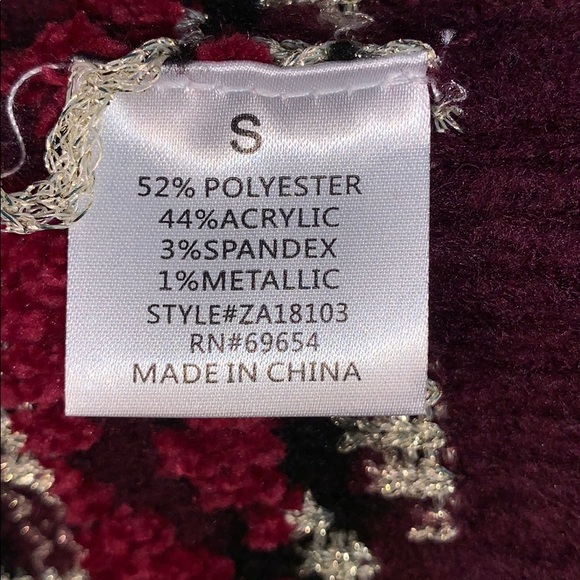 S
52% POLYESTER
44%ACRYLIC
3%SPANDEX
1%METALLIC
STYLE#ZA18103
RN#69654
MADE IN CHINA